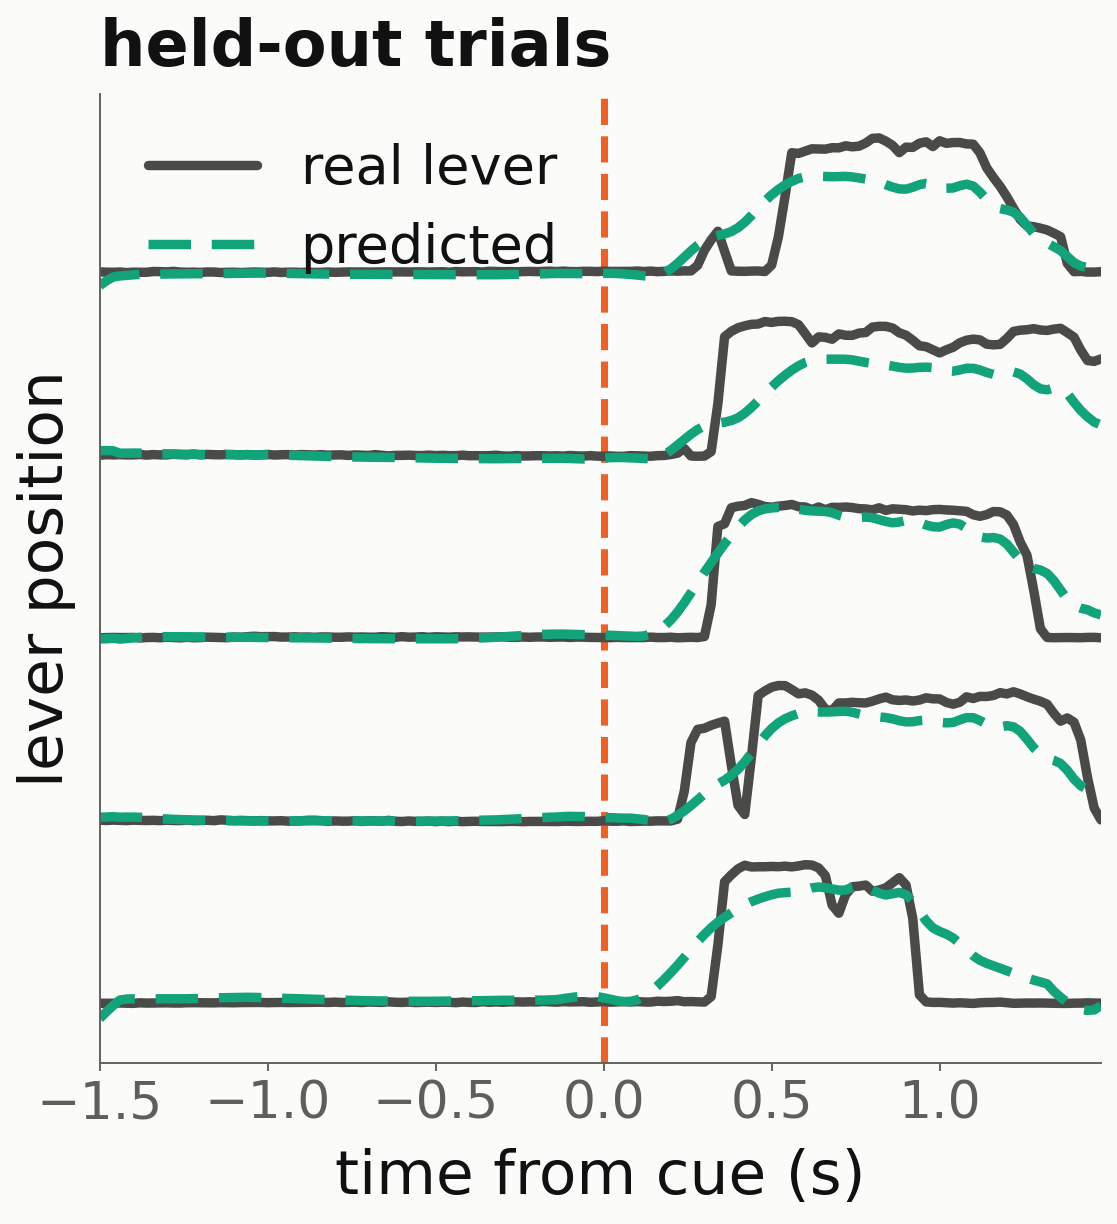 held-out trials
real lever
predicted
lever position
−1.5 −1.0 −0.5 0.0 0.5 1.0
time from cue (s)